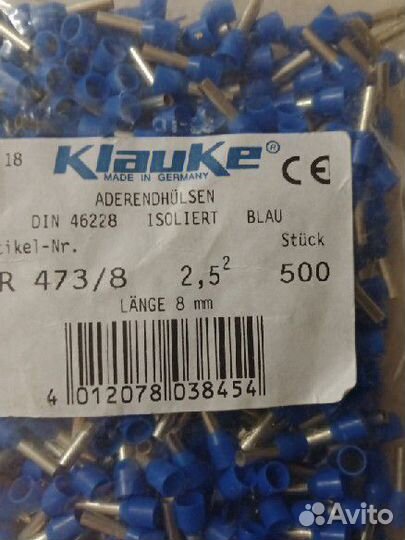 18 Klauke® CE
MADE IN GERMANY
ADERENDHÜLSEN
DIN 46228 ISOLIERT BLAU
tikel-Nr. Stück
R 473/8 2,5² 500
LÄNGE 8 mm
4 012078 038454
Avito